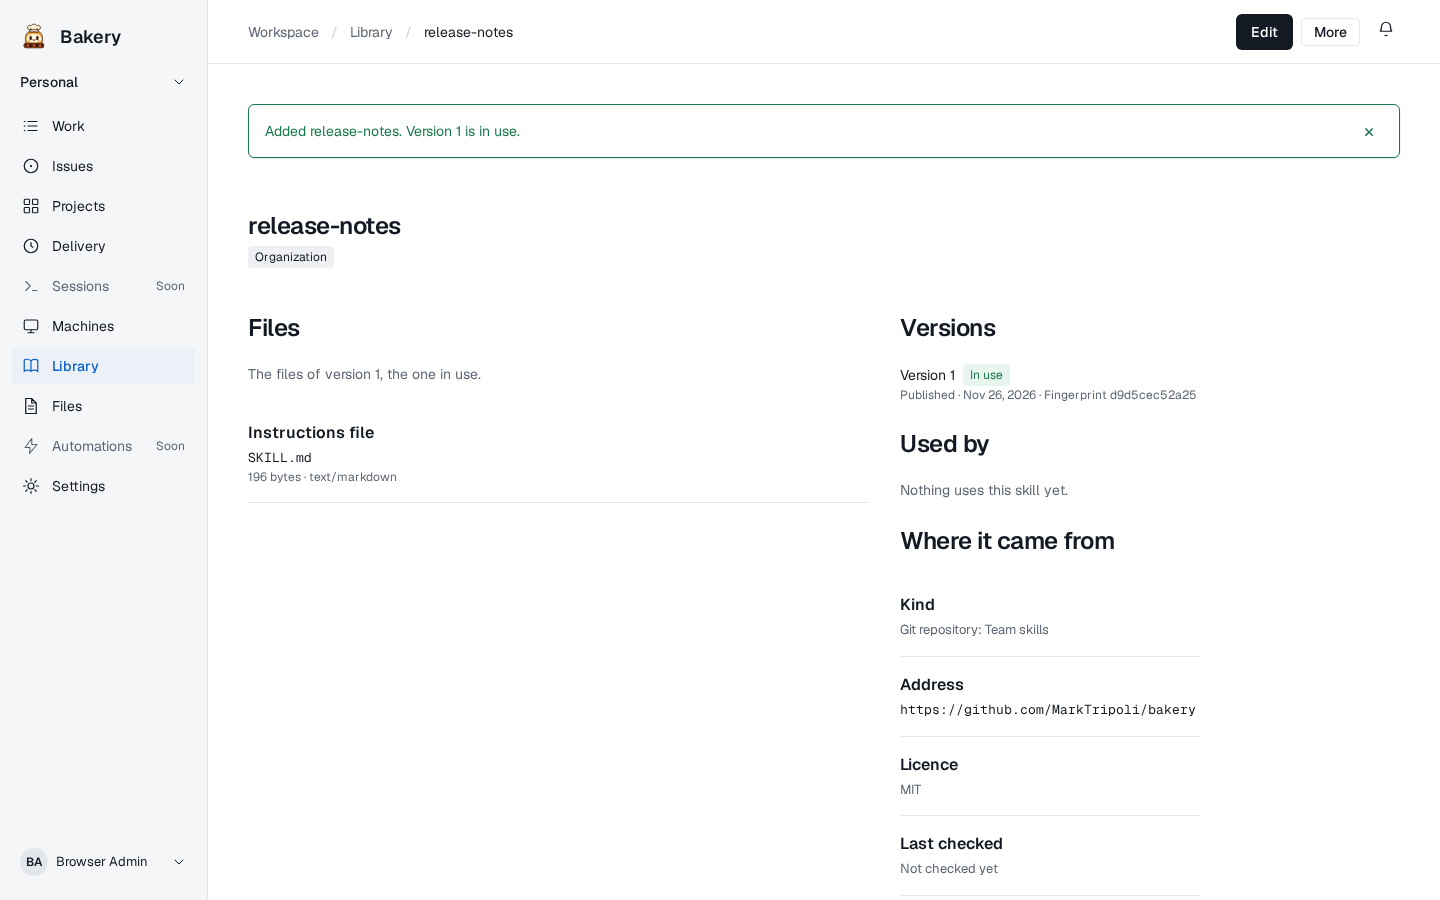 Bakery
Personal
Work
Issues
Projects
Delivery
Sessions Soon
Machines
Library
Files
Automations Soon
Settings
BA Browser Admin
Workspace / Library / release-notes
Edit
More
Added release-notes. Version 1 is in use.
release-notes
Organization
Files
The files of version 1, the one in use.
Instructions file
SKILL.md
196 bytes · text/markdown
Versions
Version 1 In use
Published · Nov 26, 2026 · Fingerprint d9d5cec52a25
Used by
Nothing uses this skill yet.
Where it came from
Kind
Git repository: Team skills
Address
https://github.com/MarkTripoli/bakery
Licence
MIT
Last checked
Not checked yet